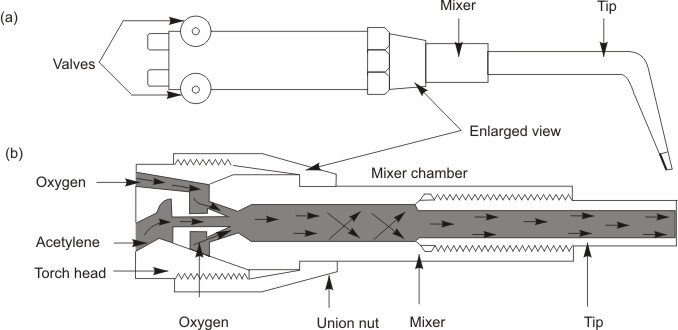 (a)
Mixer
Tip
Valves
Enlarged view
(b)
Mixer chamber
Oxygen
Acetylene
Torch head
Oxygen
Union nut
Mixer
Tip